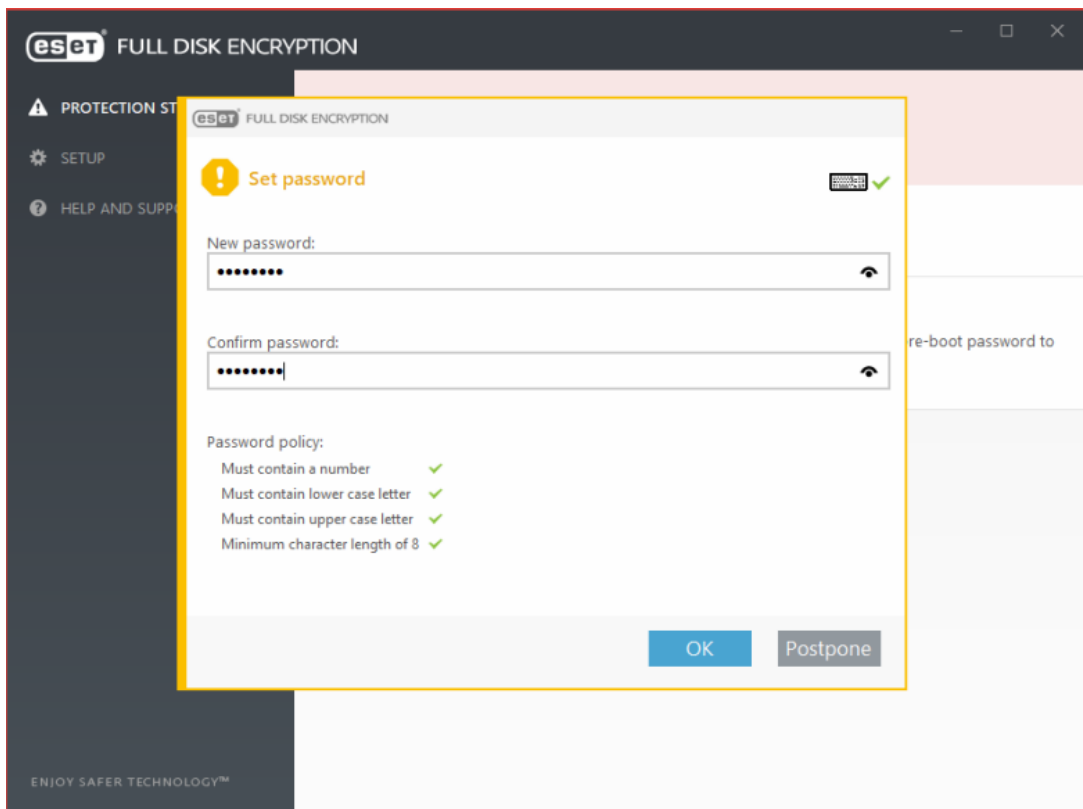 eset FULL DISK ENCRYPTION
PROTECTION ST
SETUP
HELP AND SUPP
eset FULL DISK ENCRYPTION
Set password
New password:
••••••••
Confirm password:
••••••••
re-boot password to
Password policy:
Must contain a number
Must contain lower case letter
Must contain upper case letter
Minimum character length of 8
OK
Postpone
ENJOY SAFER TECHNOLOGY™